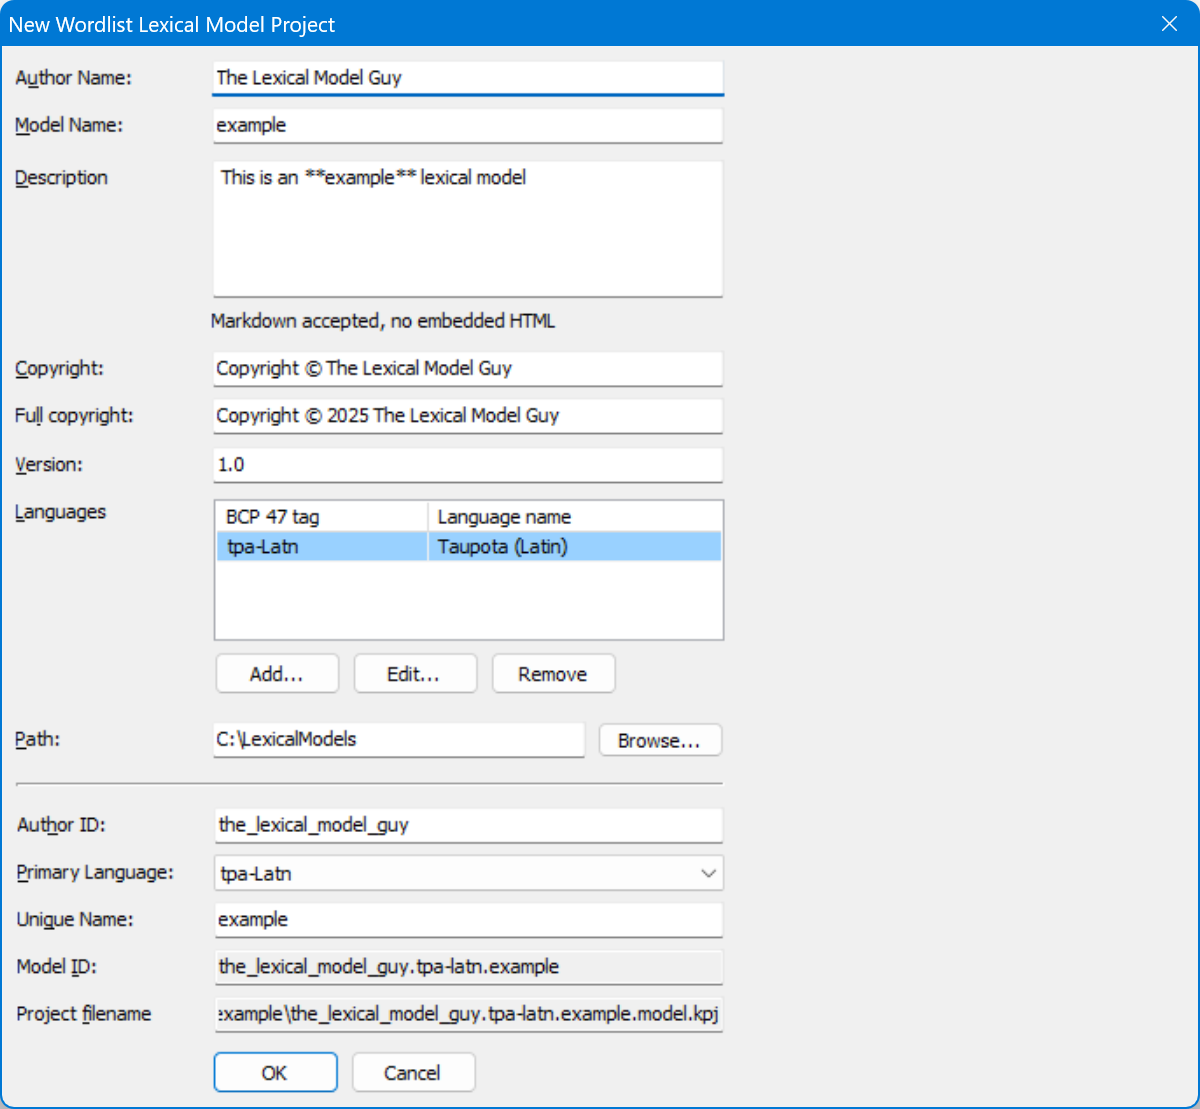 New Wordlist Lexical Model Project
Author Name: The Lexical Model Guy
Model Name: example
Description This is an **example** lexical model
Markdown accepted, no embedded HTML
Copyright: Copyright © The Lexical Model Guy
Full copyright: Copyright © 2025 The Lexical Model Guy
Version: 1.0
Languages BCP 47 tag Language name
tpa-Latn Taupota (Latin)
Add... Edit... Remove
Path: C:\LexicalModels Browse...
Author ID: the_lexical_model_guy
Primary Language: tpa-Latn
Unique Name: example
Model ID: the_lexical_model_guy.tpa-latn.example
Project filename example\the_lexical_model_guy.tpa-latn.example.model.kpj
OK Cancel